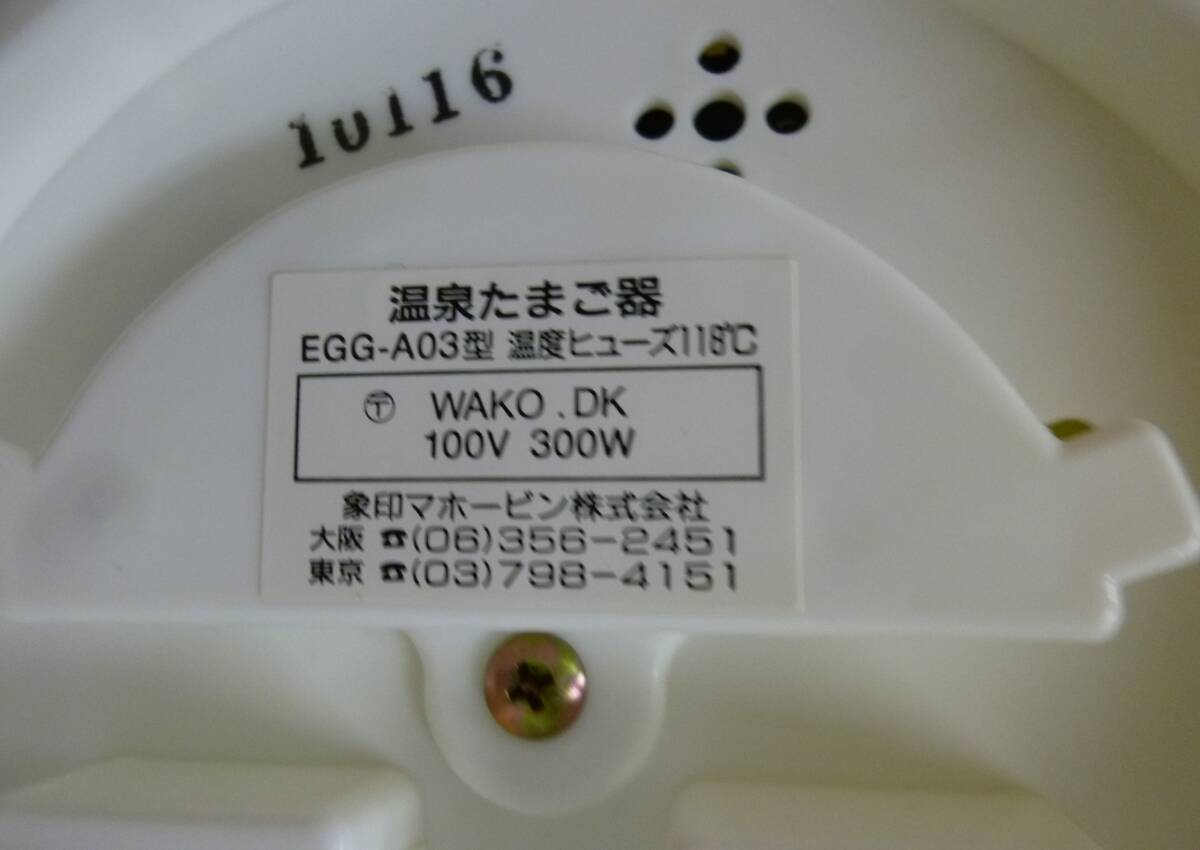 10116
温泉たまご器
EGG-A03型 温度ヒューズ118℃
〶 WAKO.DK
100V 300W
象印マホービン株式会社
大阪 ☎(06)356-2451
東京 ☎(03)798-4151